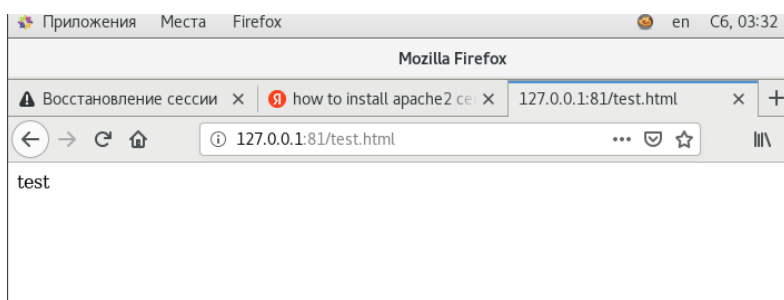 Приложения Места Firefox en Сб, 03:32
Mozilla Firefox
Восстановление сессии how to install apache2 ce 127.0.0.1:81/test.html
127.0.0.1:81/test.html
test